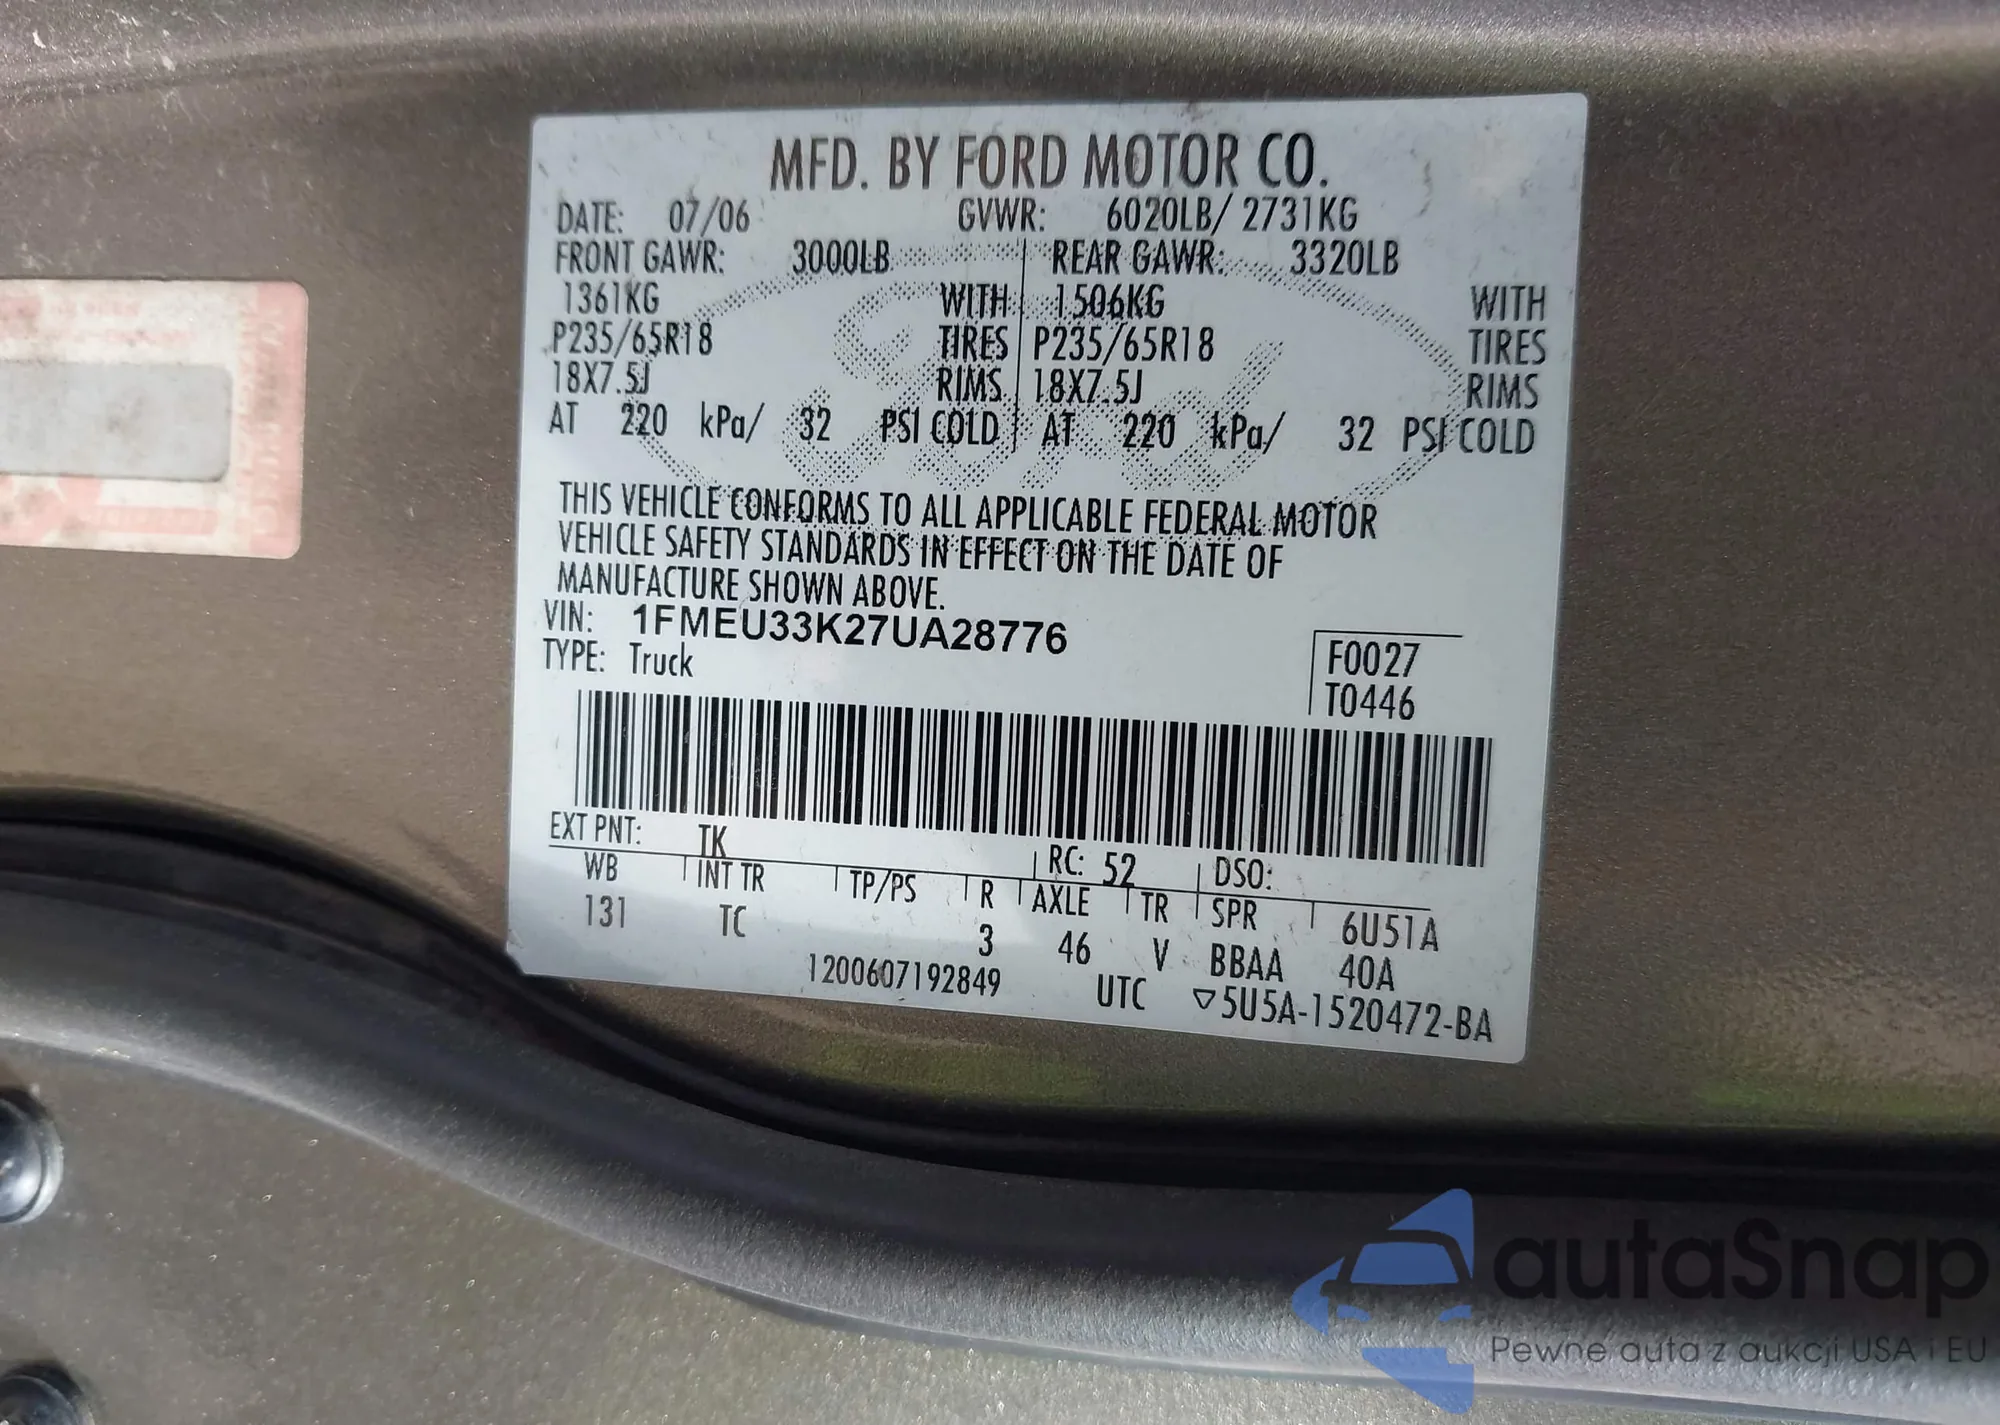 MFD. BY FORD MOTOR CO.
DATE: 07/06 GVWR: 6020LB/ 2731KG
FRONT GAWR: 3000LB REAR GAWR: 3320LB
1361KG WITH 1506KG WITH
P235/65R18 TIRES P235/65R18 TIRES
18X7.5J RIMS 18X7.5J RIMS
AT 220 kPa/ 32 PSI COLD AT 220 kPa/ 32 PSI COLD
THIS VEHICLE CONFORMS TO ALL APPLICABLE FEDERAL MOTOR
VEHICLE SAFETY STANDARDS IN EFFECT ON THE DATE OF
MANUFACTURE SHOWN ABOVE.
VIN: 1FMEU33K27UA28776
TYPE: Truck
F0027
T0446
EXT PNT: TK RC: 52 DSO:
WB INT TR TP/PS R AXLE TR SPR 6U51A
131 TC 3 46 V BBAA 40A
1200607192849 UTC ▽5U5A-1520472-BA
autaSnap
Pewne auta z aukcji USA i EU